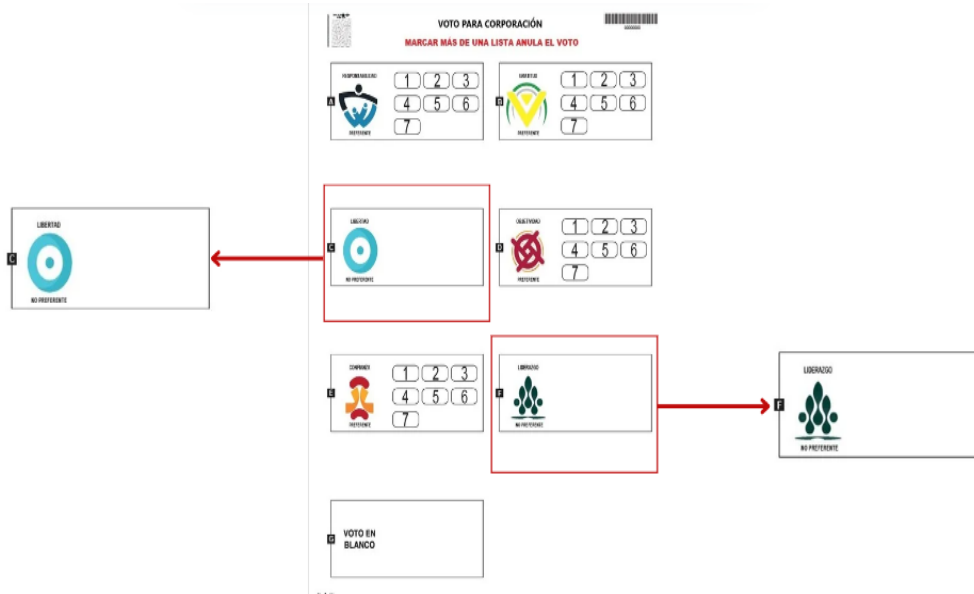 VOTO PARA CORPORACIÓN
MARCAR MÁS DE UNA LISTA ANULA EL VOTO
A
RESPONSABILIDAD
PREFERENTE
1 2 3
4 5 6
7
B
PREFERENTE
1 2 3
4 5 6
7
C
LIBERTAD
NO PREFERENTE
C
LIBERTAD
NO PREFERENTE
D
OBJETIVIDAD
PREFERENTE
1 2 3
4 5 6
7
E
CONFIANZA
PREFERENTE
1 2 3
4 5 6
7
F
LIDERAZGO
NO PREFERENTE
F
LIDERAZGO
NO PREFERENTE
G
VOTO EN
BLANCO